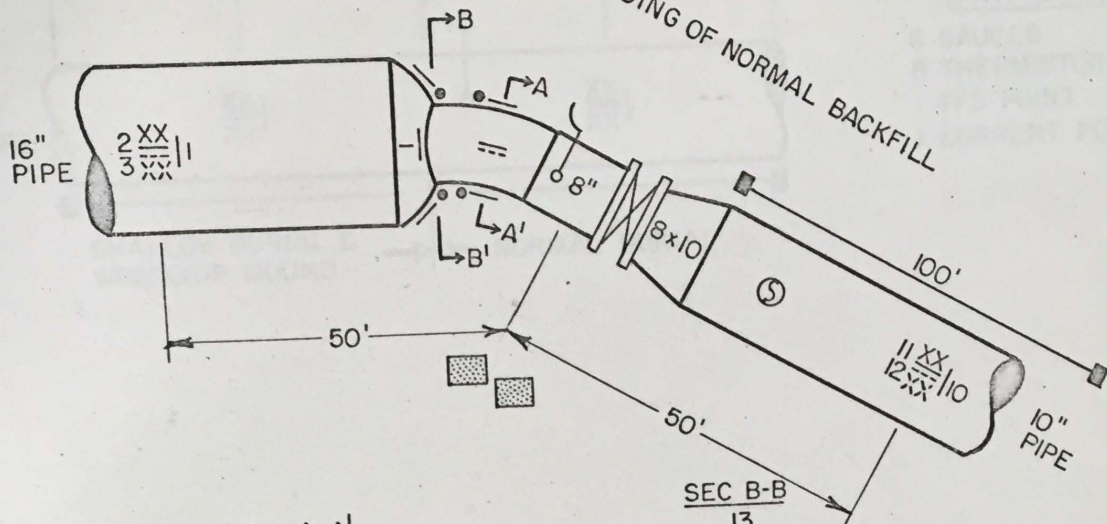 DING OF NORMAL BACKFILL
B
A
16"
PIPE
2 XX
3 XX 1
8"
8x10
A'
B'
S
100'
50'
11 XX
12 XX 10
50'
10"
PIPE
SEC B-B
13